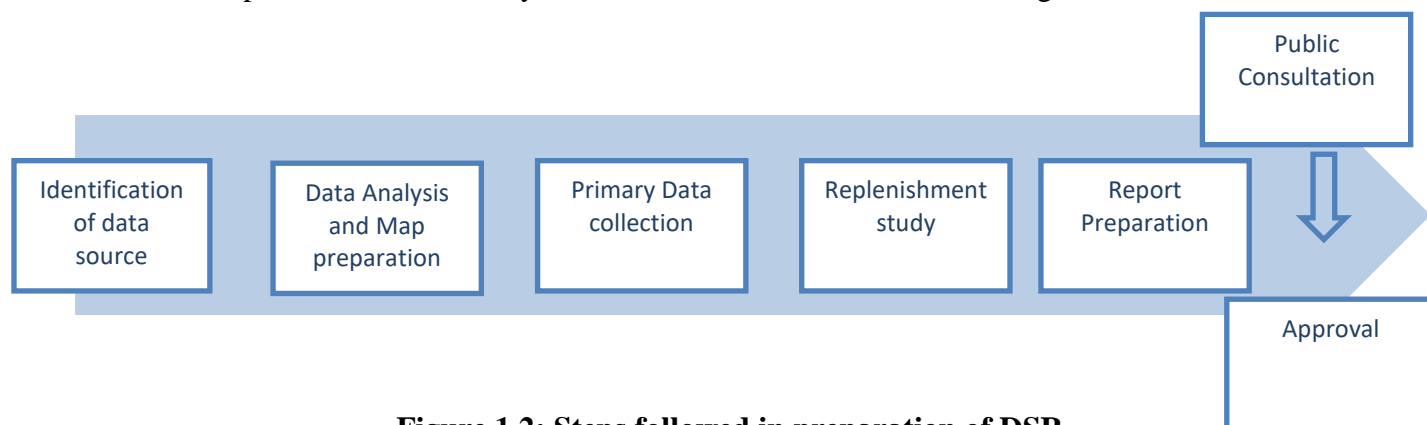 Public
Consultation
Identification
of data
source
Data Analysis
and Map
preparation
Primary Data
collection
Replenishment
study
Report
Preparation
Approval
Figure 1.2: Steps followed in preparation of DSR